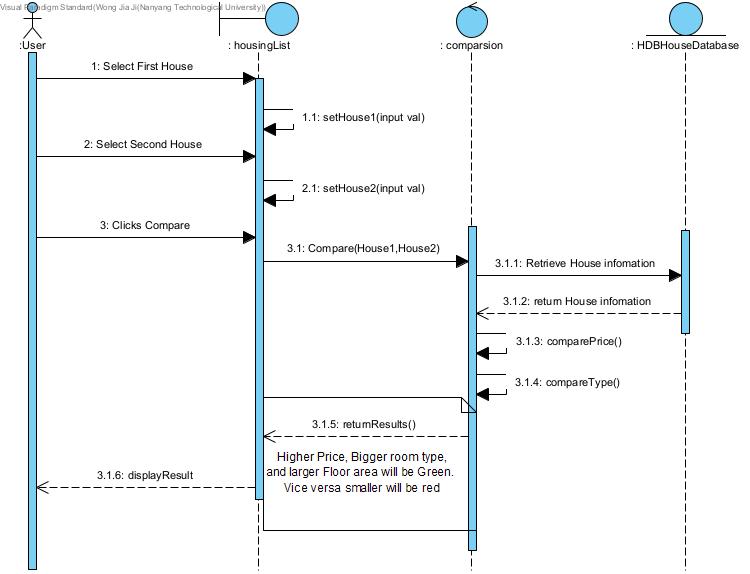 Visual Paradigm Standard(Wong Jia Ji(Nanyang Technological University))
:User
: housingList
: comparsion
: HDBHouseDatabase
1: Select First House
1.1: setHouse1(input val)
2: Select Second House
2.1: setHouse2(input val)
3: Clicks Compare
3.1: Compare(House1,House2)
3.1.1: Retrieve House infomation
3.1.2: return House infomation
3.1.3: comparePrice()
3.1.4: compareType()
3.1.5: returnResults()
Higher Price, Bigger room type,
and larger Floor area will be Green.
Vice versa smaller will be red
3.1.6: displayResult